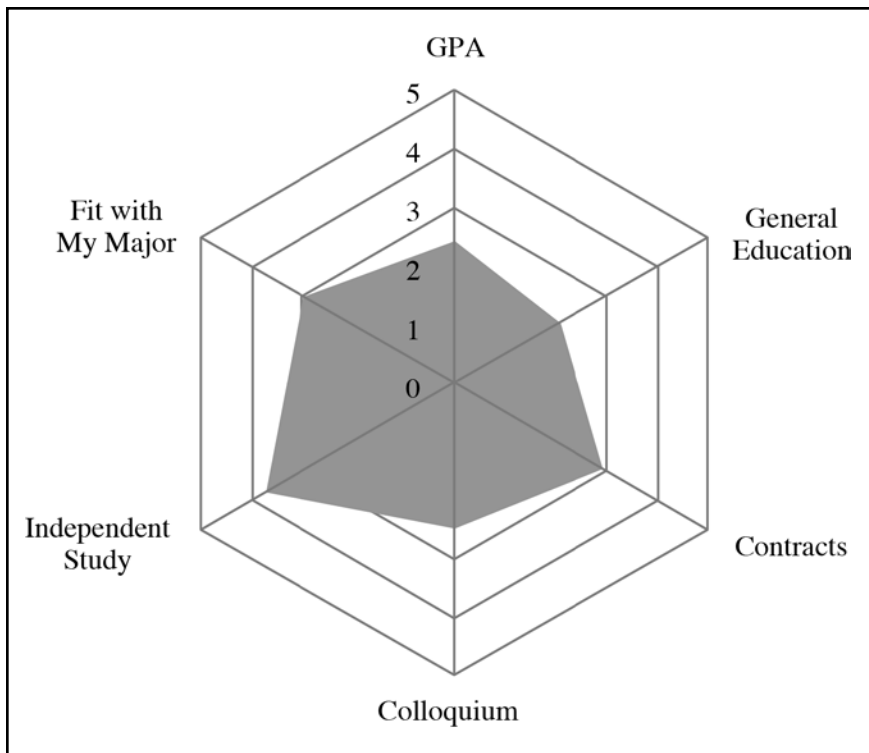 GPA
5
4
3
2
1
0
Fit with
My Major
General
Education
Independent
Study
Contracts
Colloquium